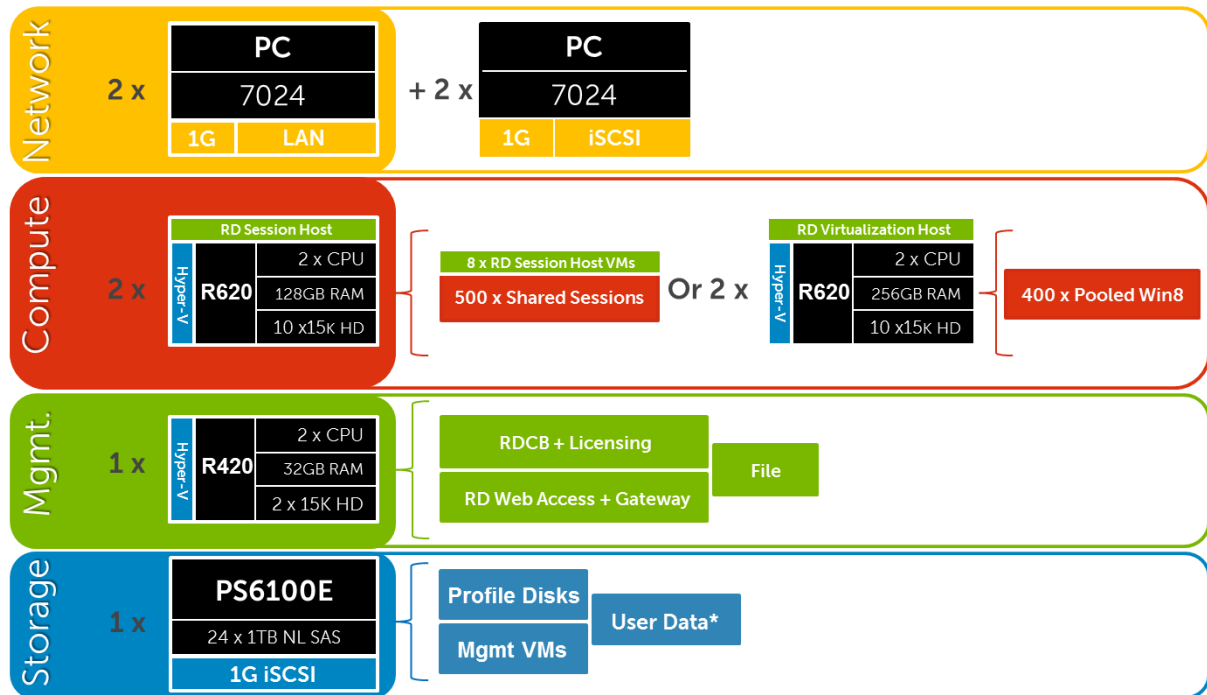 Network
2 x
PC
7024
1G
LAN
+ 2 x
PC
7024
1G
iSCSI
Compute
2 x
RD Session Host
Hyper-V
R620
2 x CPU
128GB RAM
10 x15K HD
8 x RD Session Host VMs
500 x Shared Sessions
Or 2 x
RD Virtualization Host
Hyper-V
R620
2 x CPU
256GB RAM
10 x15K HD
400 x Pooled Win8
Mgmt.
1 x
Hyper-V
R420
2 x CPU
32GB RAM
2 x 15K HD
RDCB + Licensing
RD Web Access + Gateway
File
Storage
1 x
PS6100E
24 x 1TB NL SAS
1G iSCSI
Profile Disks
Mgmt VMs
User Data*